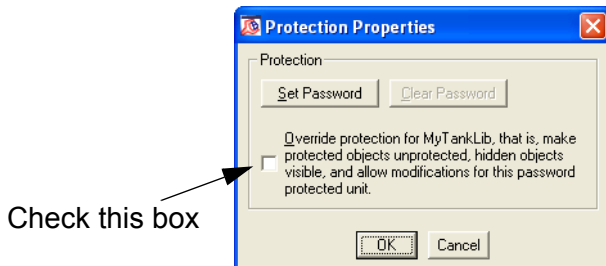 Protection Properties
Protection
Set Password
Clear Password
Override protection for MyTankLib, that is, make
protected objects unprotected, hidden objects
visible, and allow modifications for this password
protected unit.
Check this box
OK
Cancel